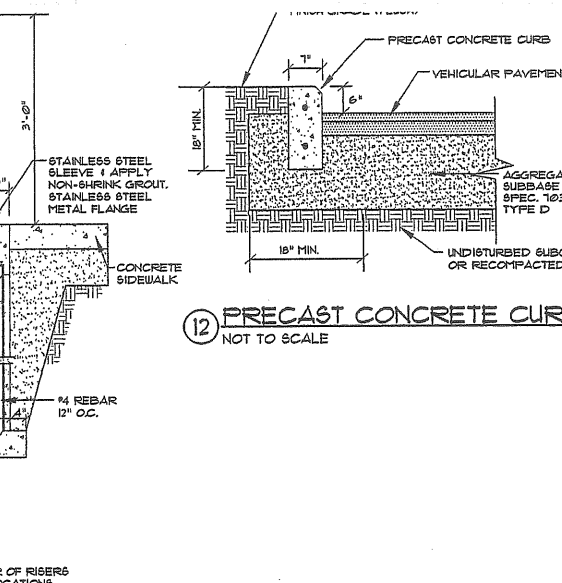 PRECAST CONCRETE CURB
7"
VEHICULAR PAVEMEN
6"
3'-0"
18" MIN.
STAINLESS STEEL
SLEEVE & APPLY
NON-SHRINK GROUT.
STAINLESS STEEL
METAL FLANGE
AGGREGA
SUBBASE
SPEC. 703
TYPE D
18" MIN.
UNDISTURBED SUBG
OR RECOMPACTED
CONCRETE
SIDEWALK
12 PRECAST CONCRETE CUR
NOT TO SCALE
#4 REBAR
12" O.C.
4"
OF RISERS